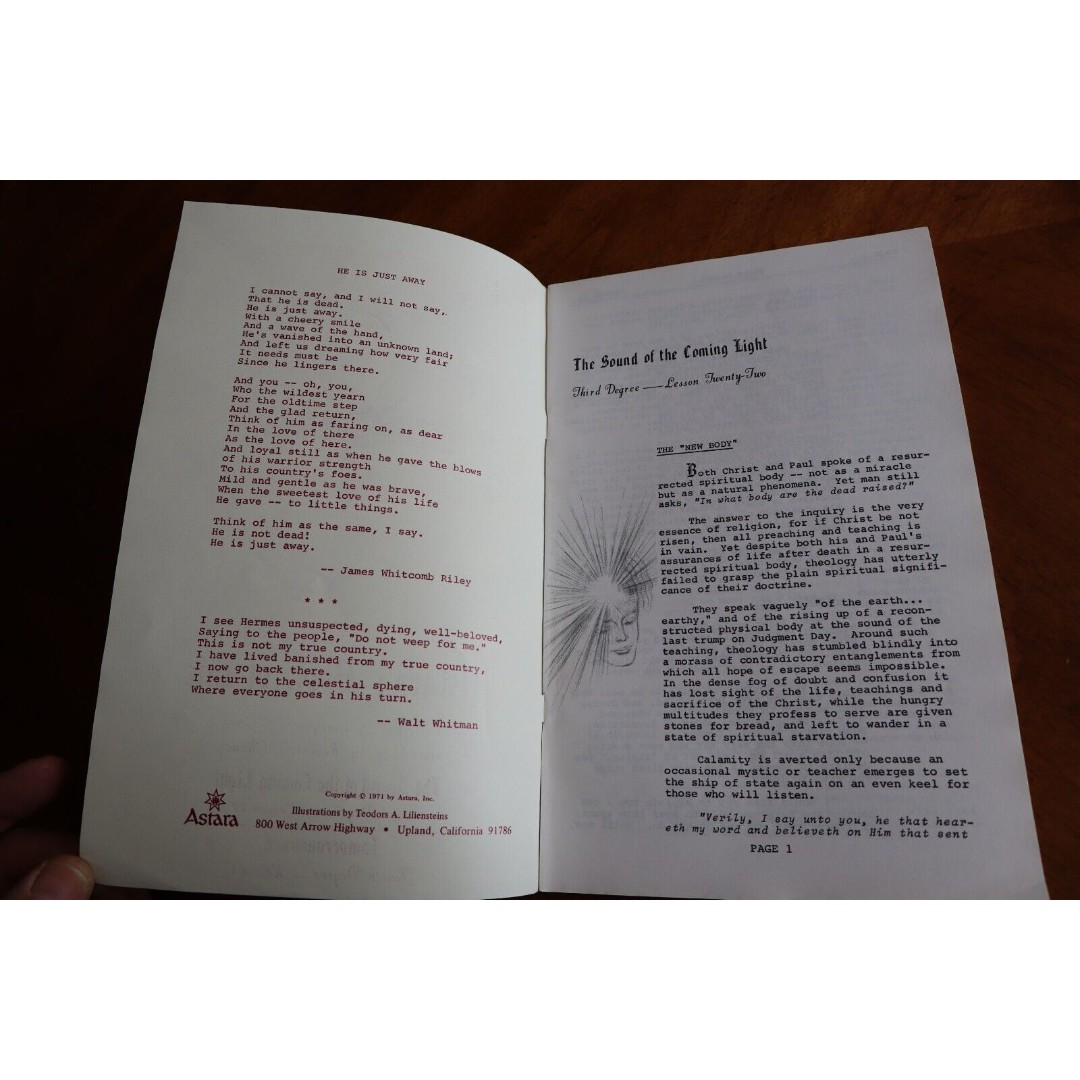 HE IS JUST AWAY
I cannot say, and I will not say,
That he is dead.
He is just away.
With a cheery smile
And a wave of the hand,
He's vanished into an unknown land;
And left us dreaming how very fair
It needs must be
Since he lingers there.
And you -- oh, you,
Who the wildest yearn
For the oldtime step
And the glad return,
Think of him as faring on, as dear
In the love of there
As the love of here.
And loyal still as when he gave the blows
of his warrior strength
To his country's foes.
Mild and gentle as he was brave,
When the sweetest love of his life
He gave -- to little things.
Think of him as the same, I say.
He is not dead!
He is just away.
-- James Whitcomb Riley
* * *
I see Hermes unsuspected, dying, well-beloved,
Saying to the people, "Do not weep for me."
This is not my true country.
I have lived banished from my true country,
I now go back there.
I return to the celestial sphere
Where everyone goes in his turn.
-- Walt Whitman
Copyright © 1971 by Astara, Inc.
Illustrations by Teodors A. Liliensteins
800 West Arrow Highway • Upland, California 91786
Astara
The Sound of the Coming Light
Third Degree — Lesson Twenty-Two
THE "NEW BODY"
Both Christ and Paul spoke of a resur-
rected spiritual body -- not as a miracle
but as a natural phenomena. Yet man still
asks, "In what body are the dead raised?"
The answer to the inquiry is the very
essence of religion, for if Christ be not
risen, then all preaching and teaching is
in vain. Yet despite both his and Paul's
assurances of life after death in a resur-
rected spiritual body, theology has utterly
failed to grasp the plain spiritual signifi-
cance of their doctrine.
They speak vaguely "of the earth...
earthy," and of the rising up of a recon-
structed physical body at the sound of the
last trump on Judgment Day. Around such
teaching, theology has stumbled blindly into
a morass of contradictory entanglements from
which all hope of escape seems impossible.
In the dense fog of doubt and confusion it
has lost sight of the life, teachings and
sacrifice of the Christ, while the hungry
multitudes they profess to serve are given
stones for bread, and left to wander in a
state of spiritual starvation.
Calamity is averted only because an
occasional mystic or teacher emerges to set
the ship of state again on an even keel for
those who will listen.
"Verily, I say unto you, he that hear-
eth my word and believeth on Him that sent
PAGE 1